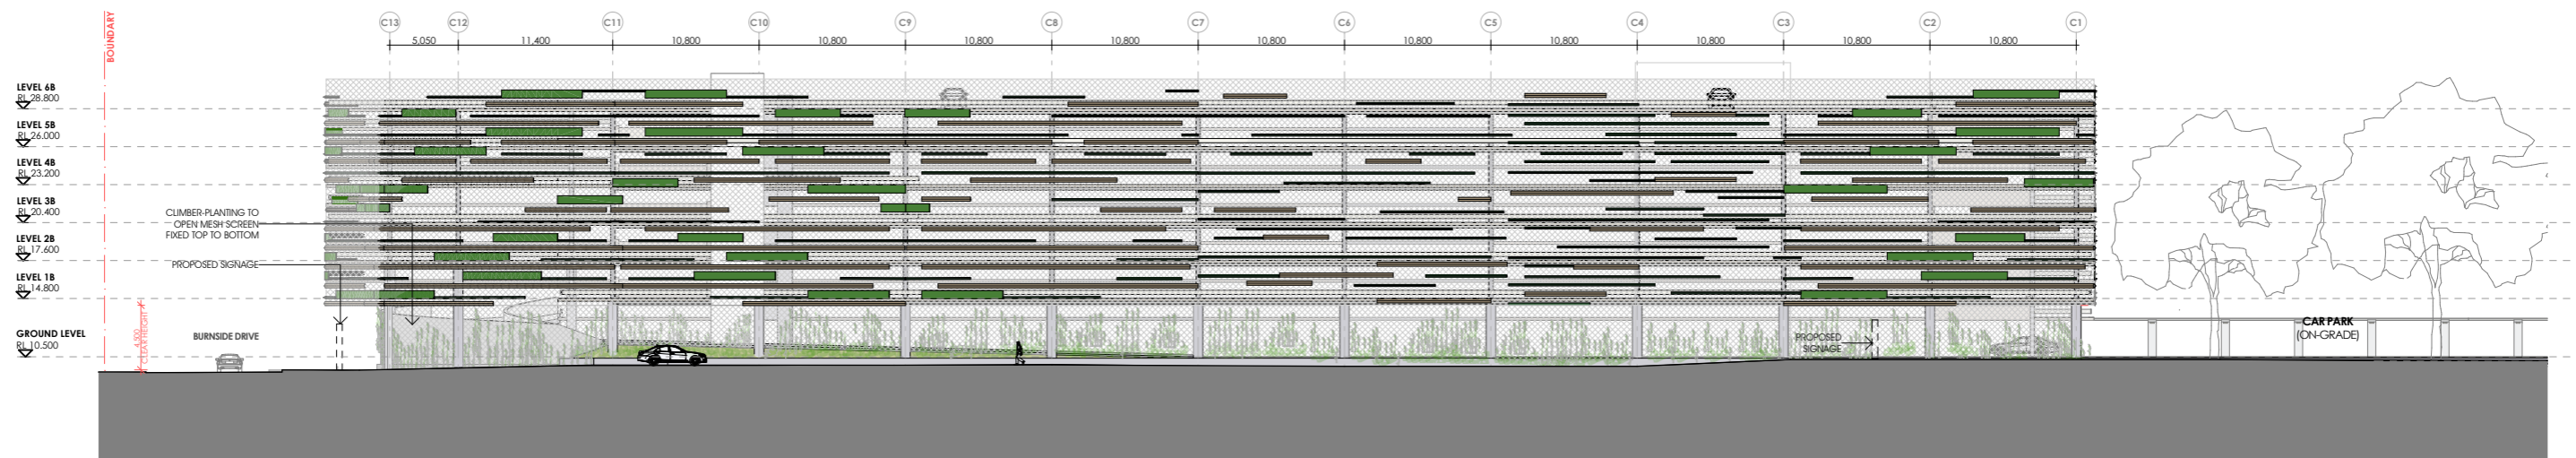 BOUNDARY
C13 C12 C11 C10 C9 C8 C7 C6 C5 C4 C3 C2 C1
5,050 11,400 10,800 10,800 10,800 10,800 10,800 10,800 10,800 10,800 10,800 10,800
LEVEL 6B
RL 28.800
LEVEL 5B
RL 26.000
LEVEL 4B
RL 23.200
LEVEL 3B
RL 20.400
LEVEL 2B
RL 17.600
LEVEL 1B
RL 14.800
GROUND LEVEL
RL 10.500
CLIMBER-PLANTING TO
OPEN MESH SCREEN
FIXED TOP TO BOTTOM
PROPOSED SIGNAGE
4,500
CLEAR HEIGHT
BURNSIDE DRIVE
PROPOSED
SIGNAGE
CAR PARK
(ON-GRADE)